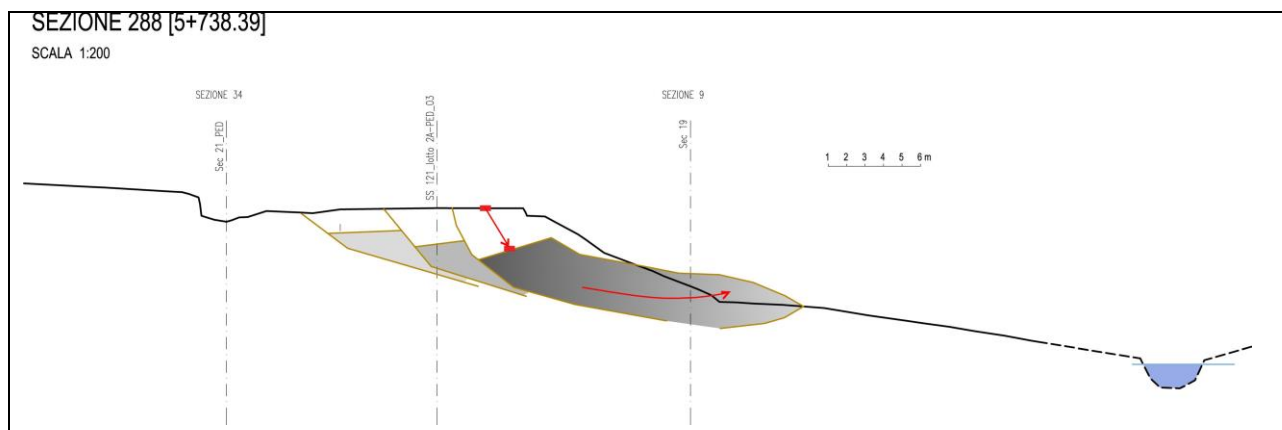 SEZIONE 288 [5+738.39]
SCALA 1:200
SEZIONE 34
SEZIONE 9
Sec 21_PED
SS 121_lotto 2A-PED_03
Sec 19
1 2 3 4 5 6 m